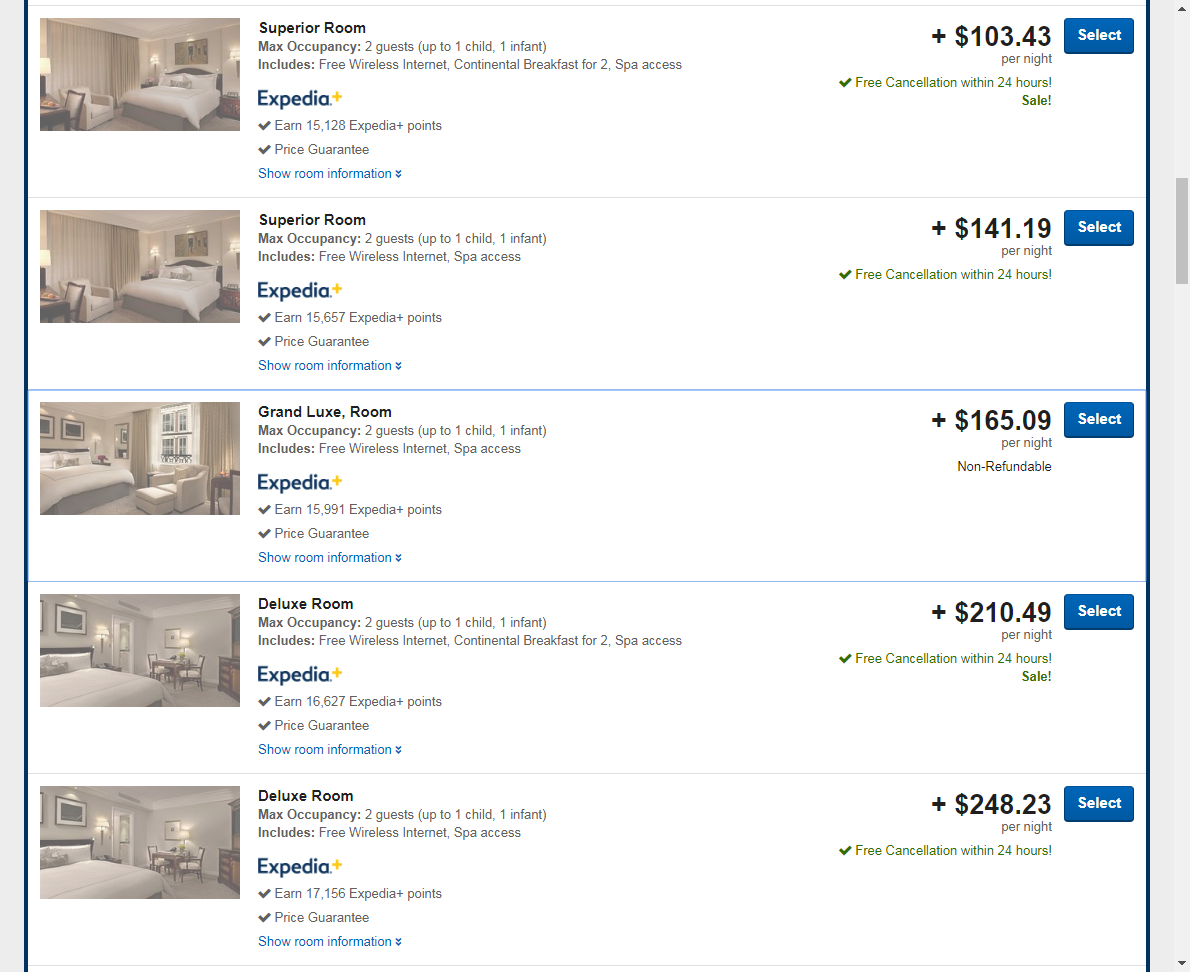 Superior Room
Max Occupancy: 2 guests (up to 1 child, 1 infant)
Includes: Free Wireless Internet, Continental Breakfast for 2, Spa access
Expedia+
Earn 15,128 Expedia+ points
Price Guarantee
Show room information
+ $103.43
per night
Free Cancellation within 24 hours!
Sale!
Select
Superior Room
Max Occupancy: 2 guests (up to 1 child, 1 infant)
Includes: Free Wireless Internet, Spa access
Expedia+
Earn 15,657 Expedia+ points
Price Guarantee
Show room information
+ $141.19
per night
Free Cancellation within 24 hours!
Select
Grand Luxe, Room
Max Occupancy: 2 guests (up to 1 child, 1 infant)
Includes: Free Wireless Internet, Spa access
Expedia+
Earn 15,991 Expedia+ points
Price Guarantee
Show room information
+ $165.09
per night
Non-Refundable
Select
Deluxe Room
Max Occupancy: 2 guests (up to 1 child, 1 infant)
Includes: Free Wireless Internet, Continental Breakfast for 2, Spa access
Expedia+
Earn 16,627 Expedia+ points
Price Guarantee
Show room information
+ $210.49
per night
Free Cancellation within 24 hours!
Sale!
Select
Deluxe Room
Max Occupancy: 2 guests (up to 1 child, 1 infant)
Includes: Free Wireless Internet, Spa access
Expedia+
Earn 17,156 Expedia+ points
Price Guarantee
Show room information
+ $248.23
per night
Free Cancellation within 24 hours!
Select